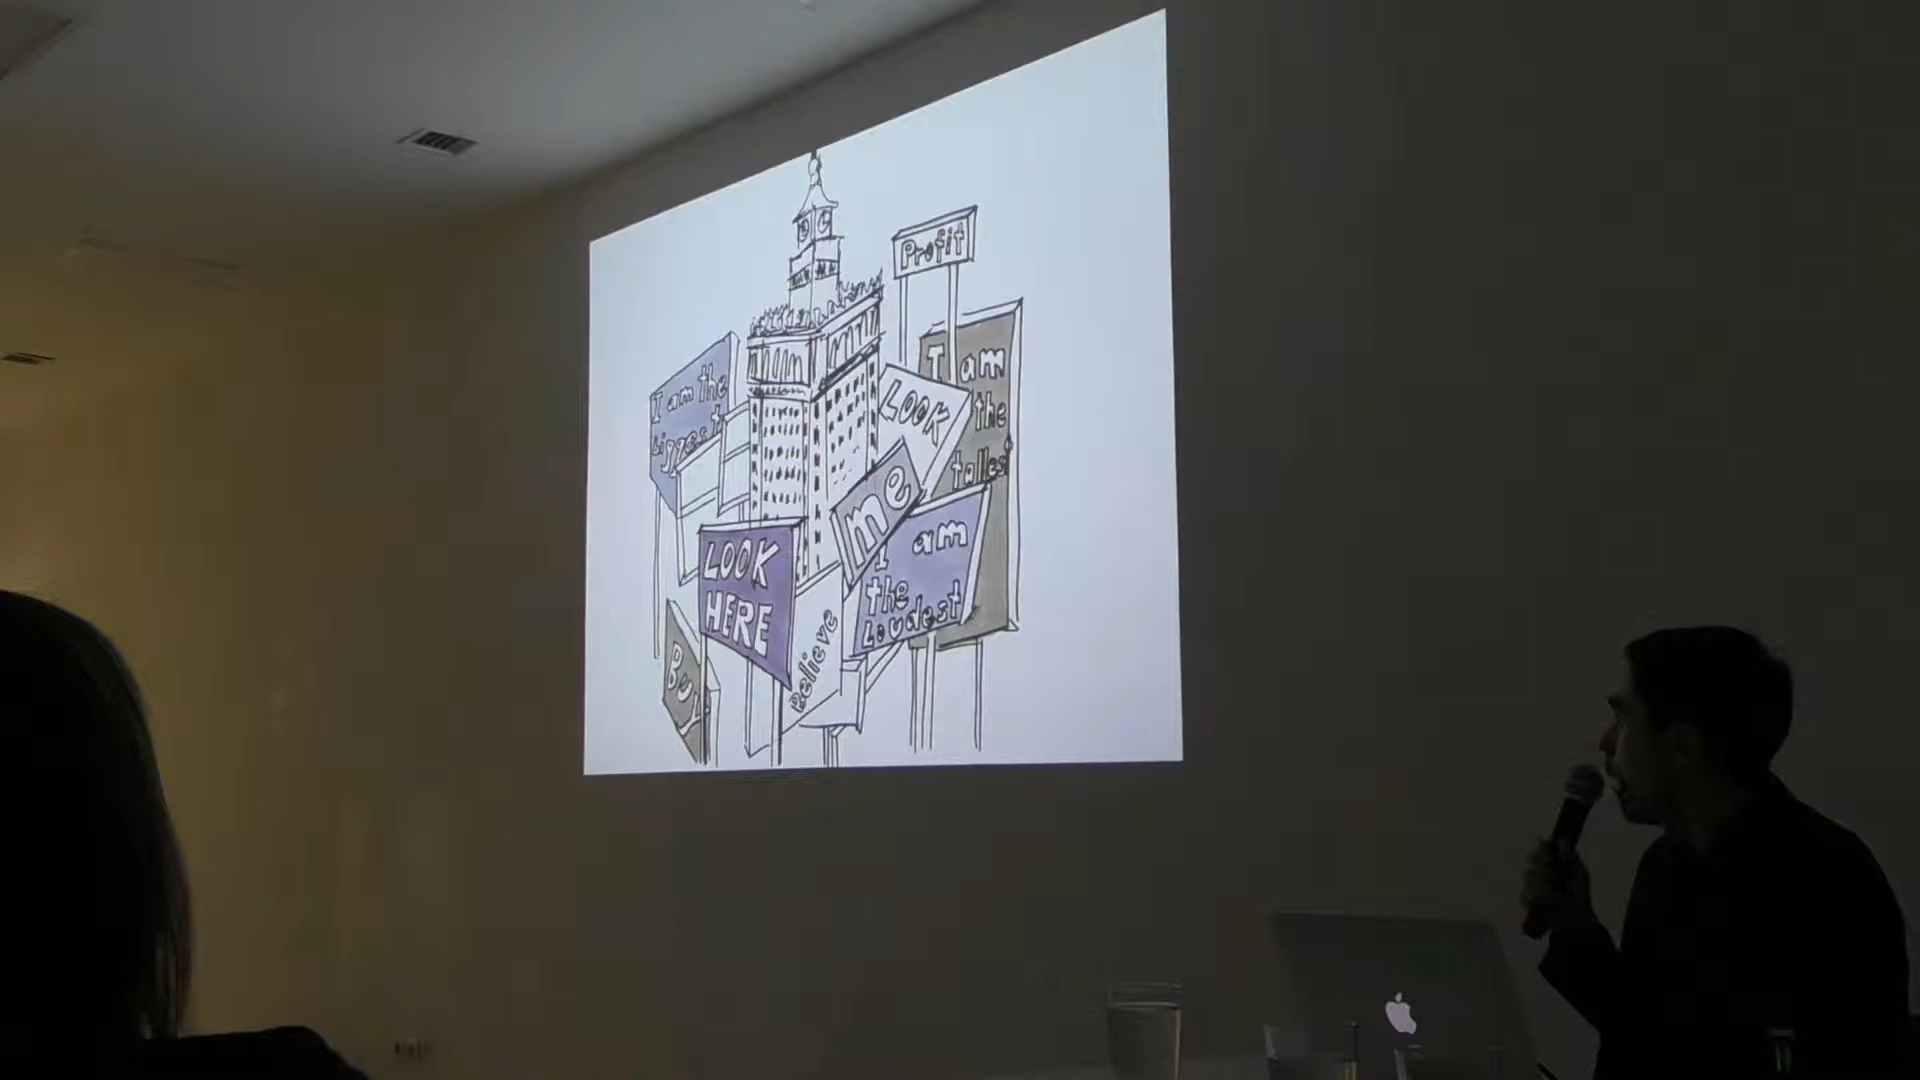 Profit
I am the
biggest
I am
the
tallest
LOOK
me
I am
the
loudest
LOOK
HERE
Believe
Buy